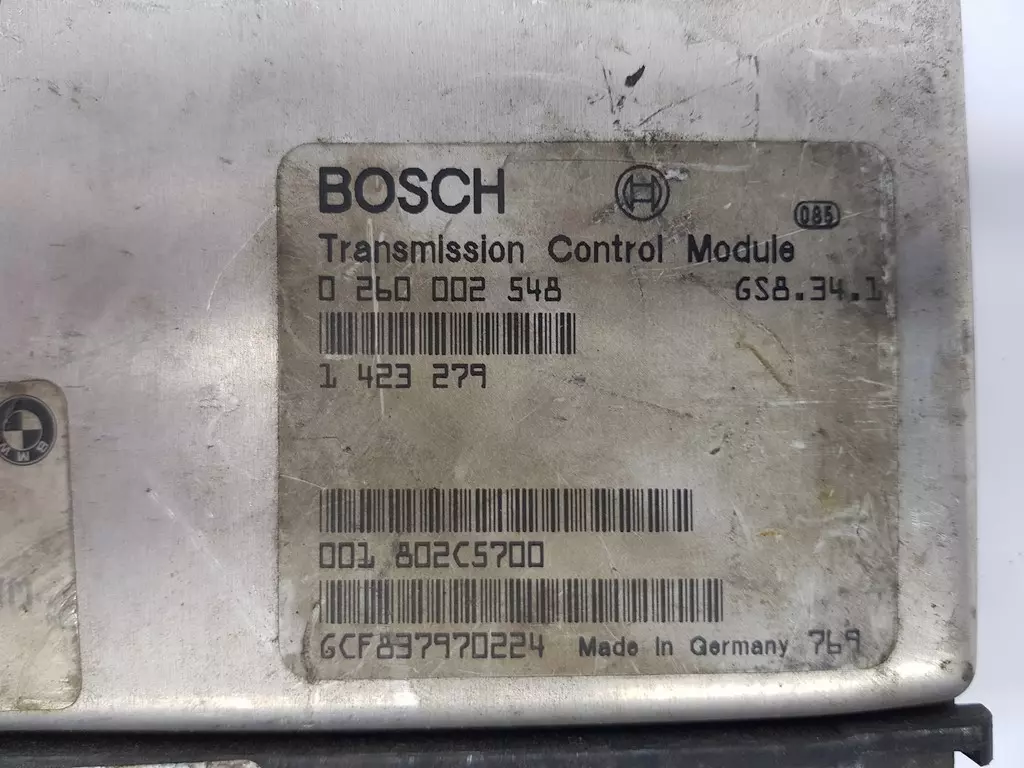 BOSCH
085
Transmission Control Module
0 260 002 548 GS8.34.1
1 423 279
BMW
001 802C5700
GCF837970224 Made In Germany 769